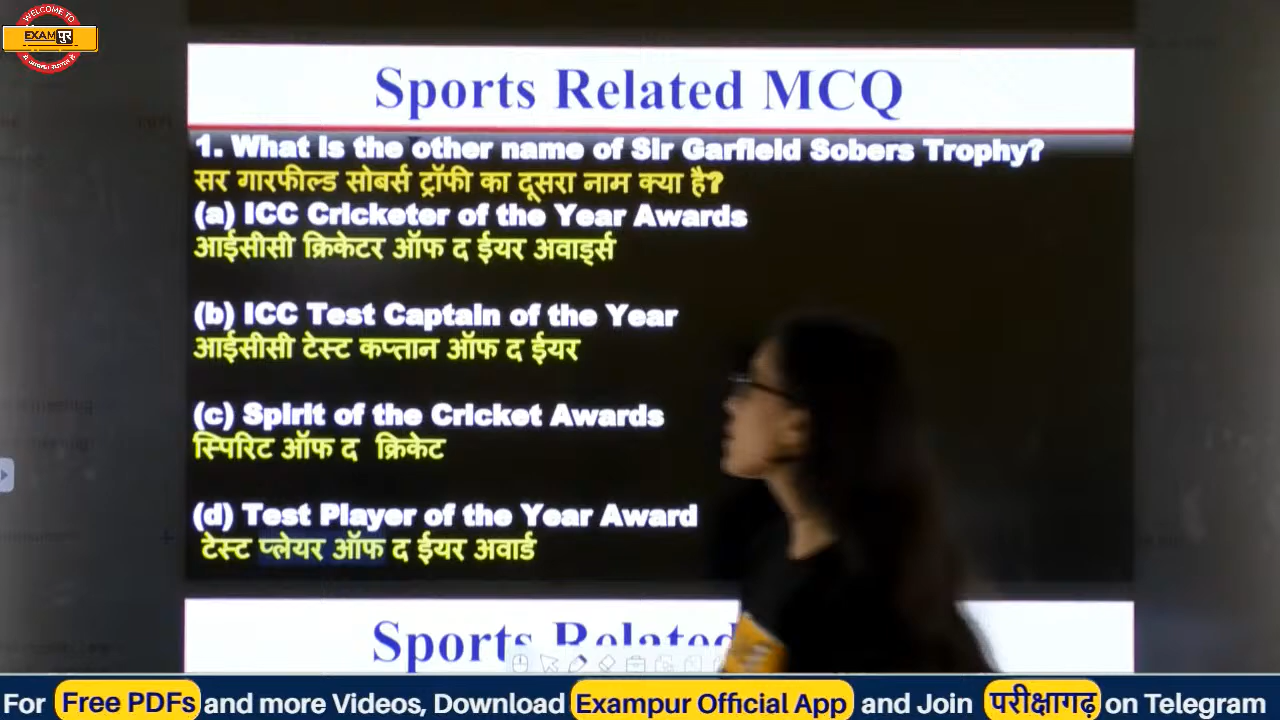 WELCOME TO
EXAMपुर
Sports Related MCQ
1. What is the other name of Sir Garfield Sobers Trophy?
सर गारफील्ड सोबर्स ट्रॉफी का दूसरा नाम क्या है?
(a) ICC Cricketer of the Year Awards
आईसीसी क्रिकेटर ऑफ द ईयर अवाड्र्स
(b) ICC Test Captain of the Year
आईसीसी टेस्ट कप्तान ऑफ द ईयर
(c) Spirit of the Cricket Awards
स्पिरिट ऑफ द क्रिकेट
(d) Test Player of the Year Award
टेस्ट प्लेयर ऑफ द ईयर अवार्ड
Sports Related
For Free PDFs and more Videos, Download Exampur Official App and Join परीक्षागढ़ on Telegram